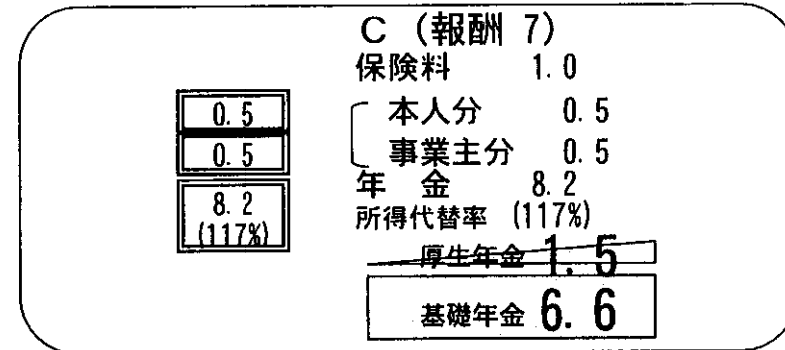 C (報酬 7)
保険料 1.0
本人分 0.5
事業主分 0.5
年 金 8.2
所得代替率 (117%)
厚生年金 1.5
基礎年金 6.6
0.5
0.5
8.2
(117%)